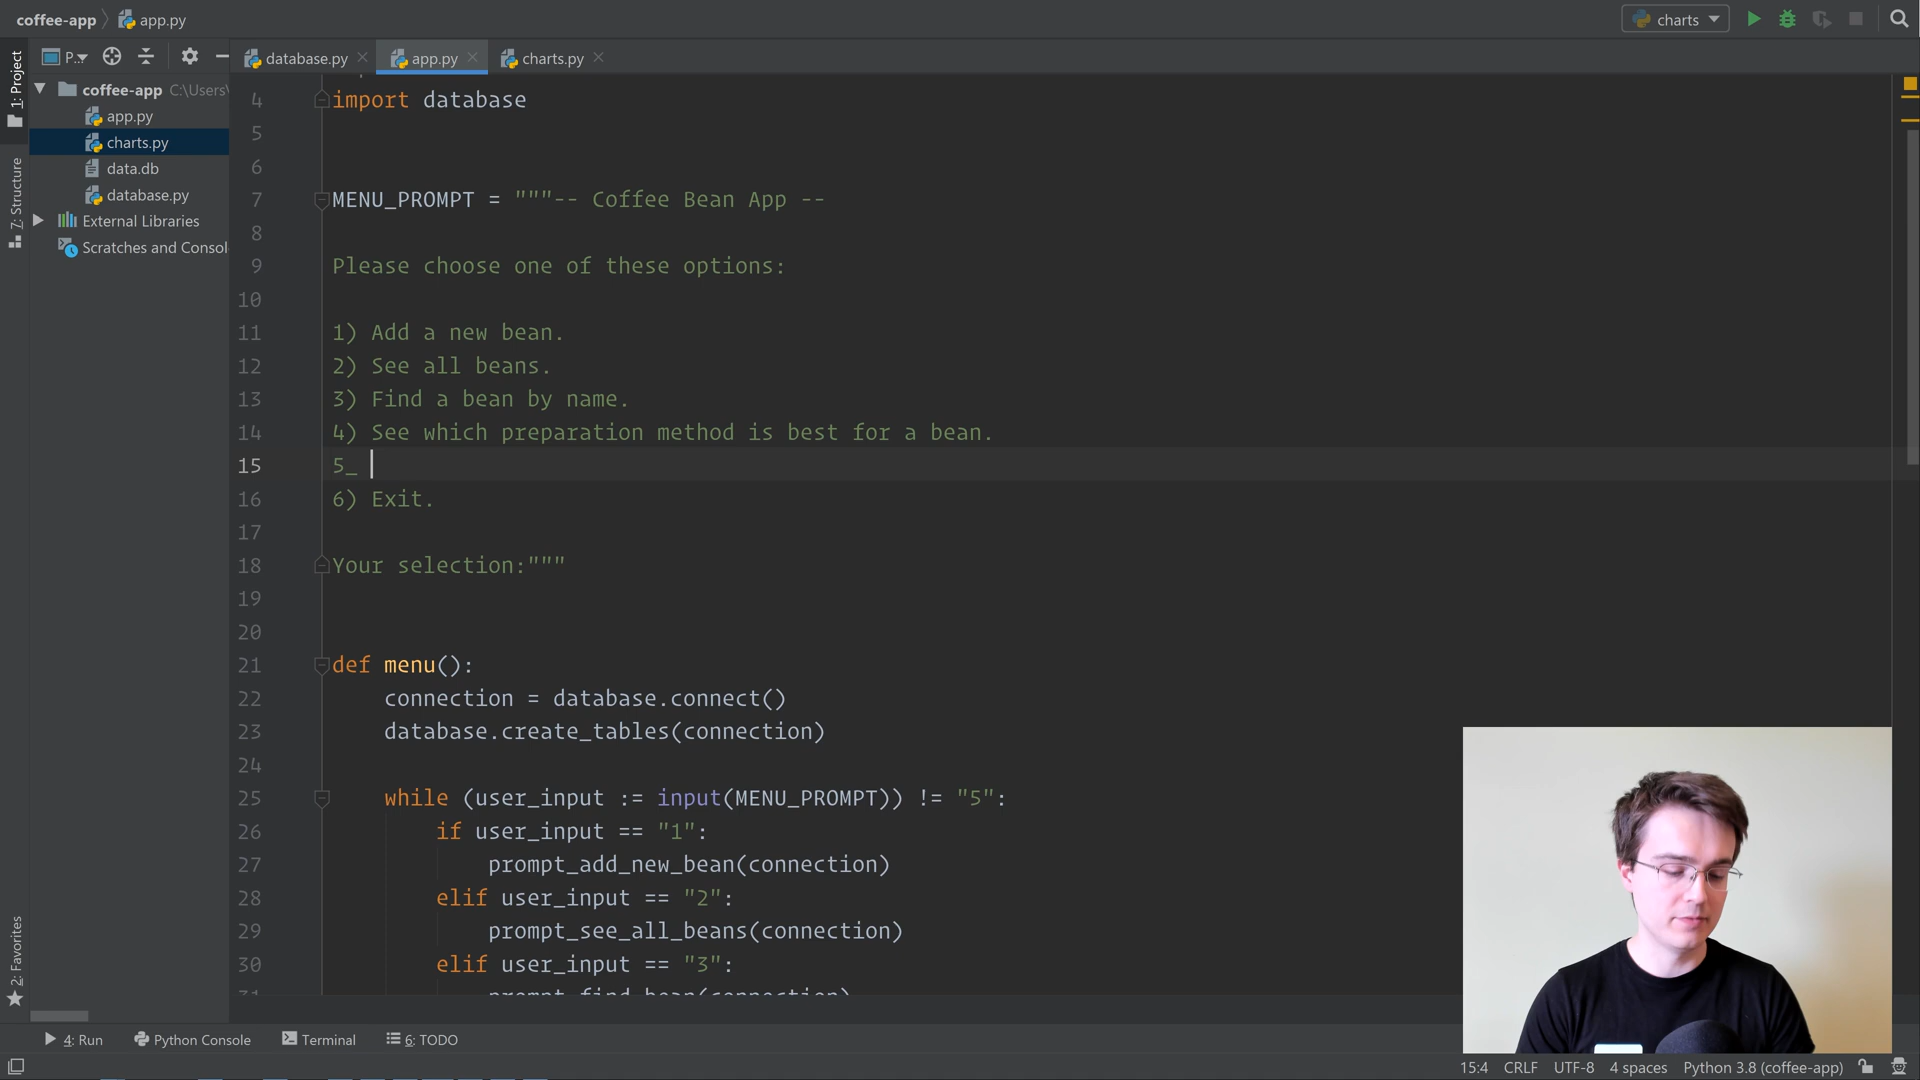 coffee-app
app.py
charts
1: Project
P..
database.py
app.py
charts.py
coffee-app C:\Users\
app.py
charts.py
data.db
database.py
External Libraries
Scratches and Consol
7: Structure
2: Favorites
4 import database
5
6
7 MENU_PROMPT = """-- Coffee Bean App --
8
9 Please choose one of these options:
10
11 1) Add a new bean.
12 2) See all beans.
13 3) Find a bean by name.
14 4) See which preparation method is best for a bean.
15 5_
16 6) Exit.
17
18 Your selection:"""
19
20
21 def menu():
22 connection = database.connect()
23 database.create_tables(connection)
24
25 while (user_input := input(MENU_PROMPT)) != "5":
26 if user_input == "1":
27 prompt_add_new_bean(connection)
28 elif user_input == "2":
29 prompt_see_all_beans(connection)
30 elif user_input == "3":
31 prompt_find_bean(connection)
4: Run
Python Console
Terminal
6: TODO
15:4 CRLF UTF-8 4 spaces Python 3.8 (coffee-app)